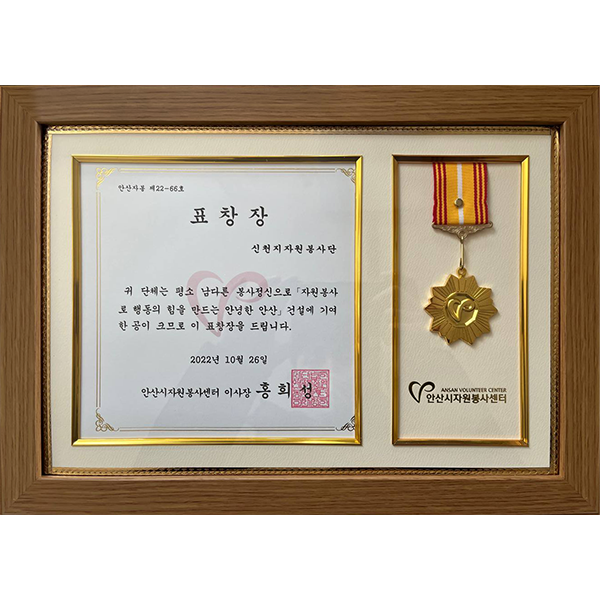 안산자봉 제22-66호
표창장
신천지자원봉사단
귀 단체는 평소 남다른 봉사정신으로 「자원봉사
로 행동의 힘을 만드는 안녕한 안산」 건설에 기여
한 공이 크므로 이 표창장을 드립니다.
2022년 10월 26일
안산시자원봉사센터 이사장 홍희성
ANSAN VOLUNTEER CENTER
안산시자원봉사센터